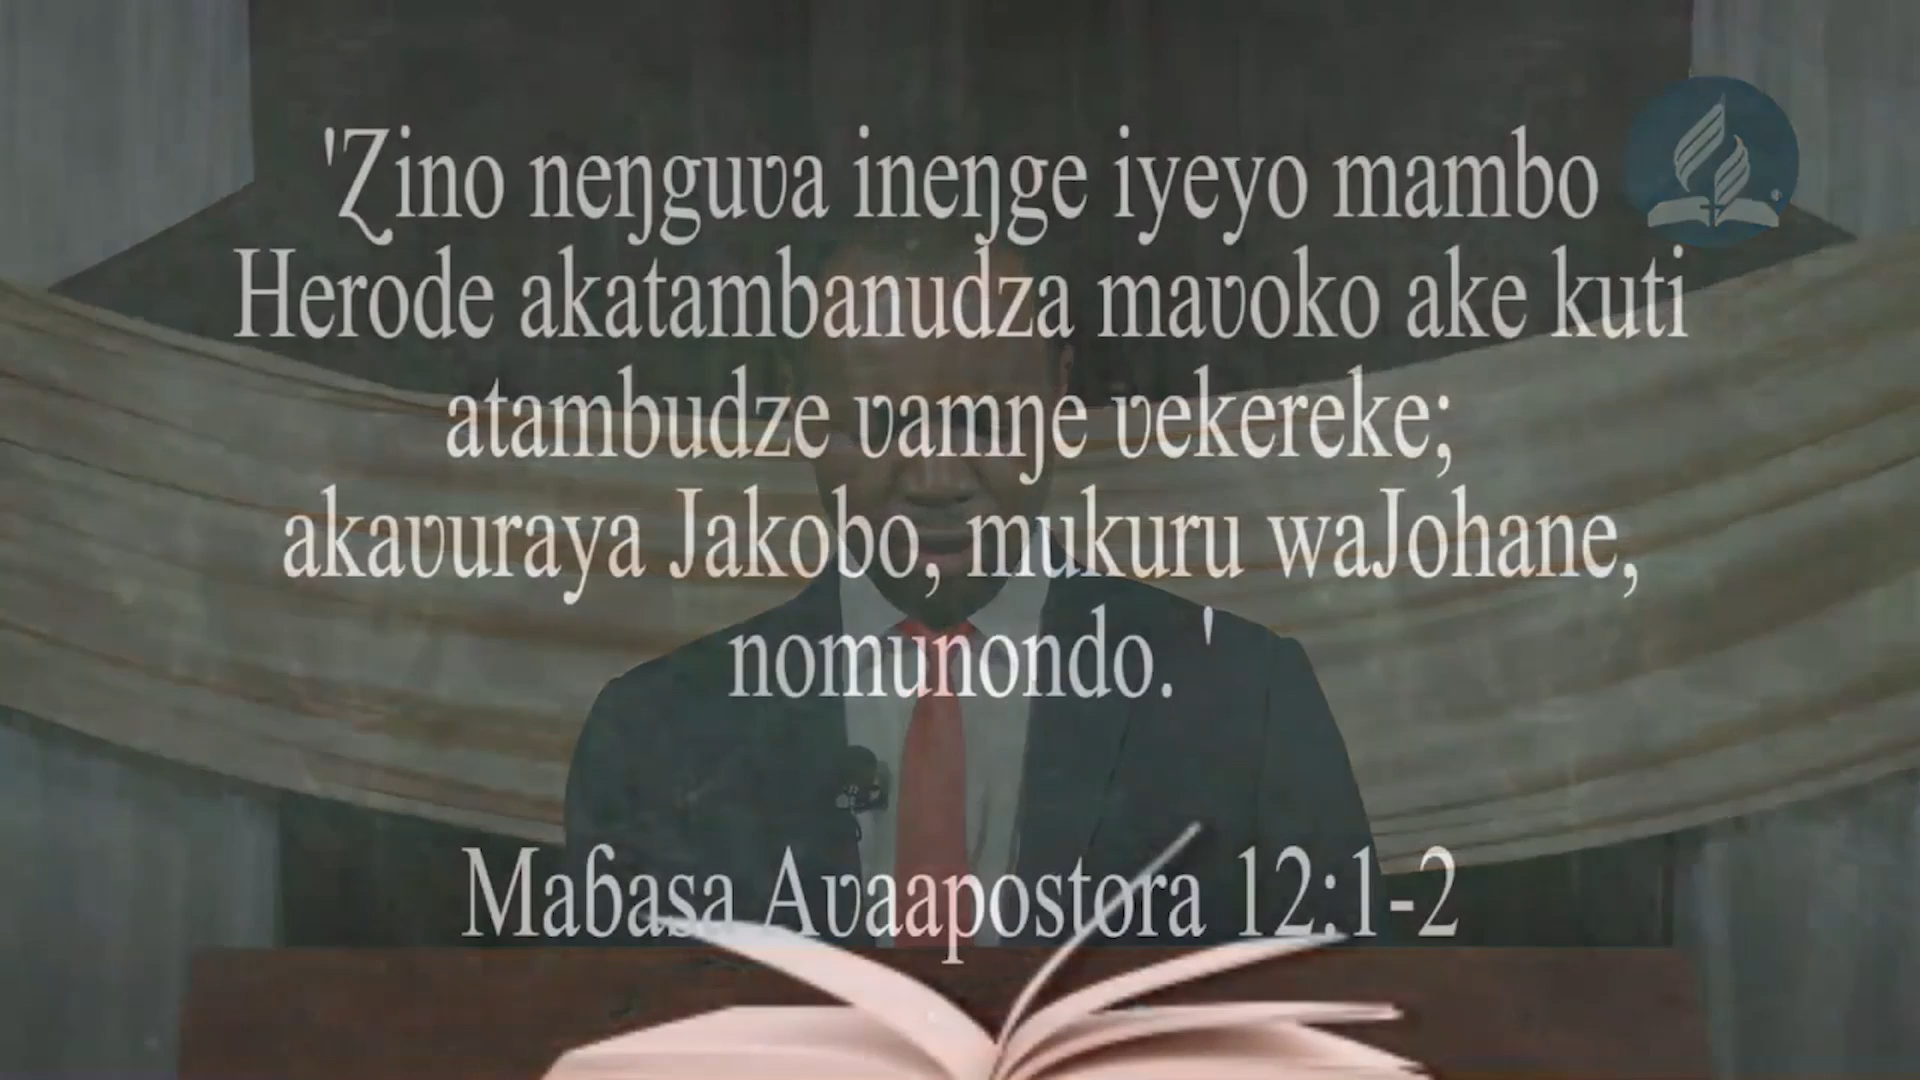 'Ɀino neŋguʋa ineŋge iyeyo mambo
Herode akatambanudza maʋoko ake kuti
atambudze ʋamŋe ʋekereke;
akaʋuraya Jakobo, mukuru waJohane,
nomunondo. '
Maɓasa Aʋaapostora 12:1-2